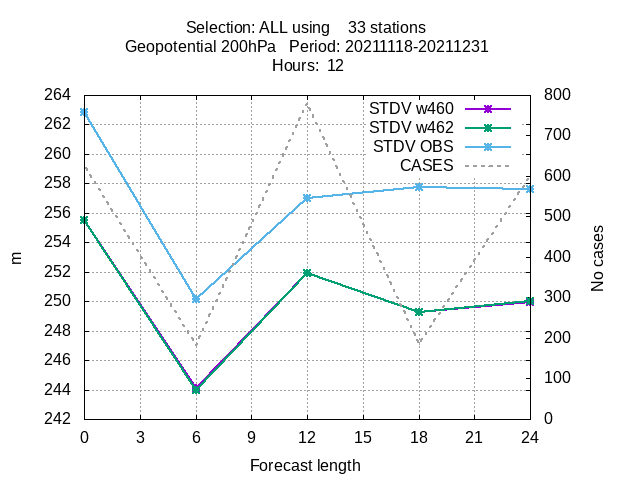 Selection: ALL using 33 stations
Geopotential 200hPa Period: 20211118-20211231
Hours: 12
STDV w460
STDV w462
STDV OBS
CASES
264
262
260
258
256
254
252
250
248
246
244
242
m
800
700
600
500
400
300
200
100
0
No cases
0 3 6 9 12 15 18 21 24
Forecast length